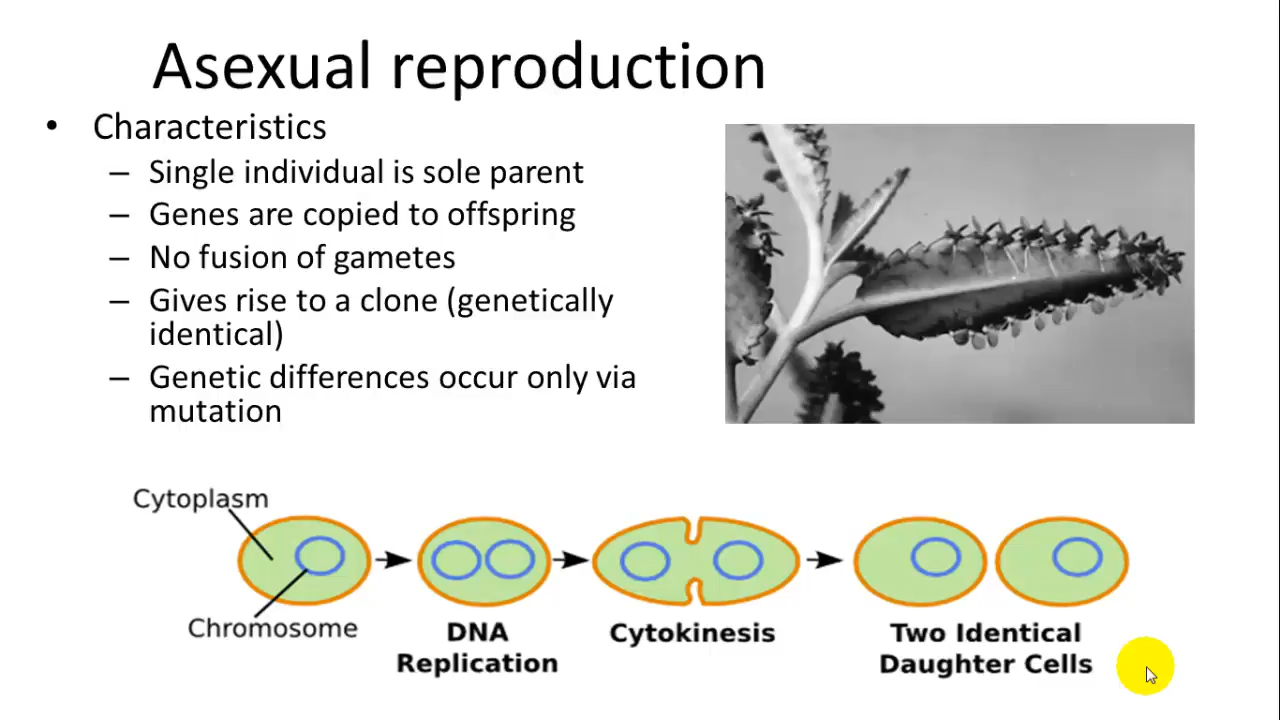 Asexual reproduction
• Characteristics
– Single individual is sole parent
– Genes are copied to offspring
– No fusion of gametes
– Gives rise to a clone (genetically
identical)
– Genetic differences occur only via
mutation
Cytoplasm
Chromosome
DNA
Replication
Cytokinesis
Two Identical
Daughter Cells